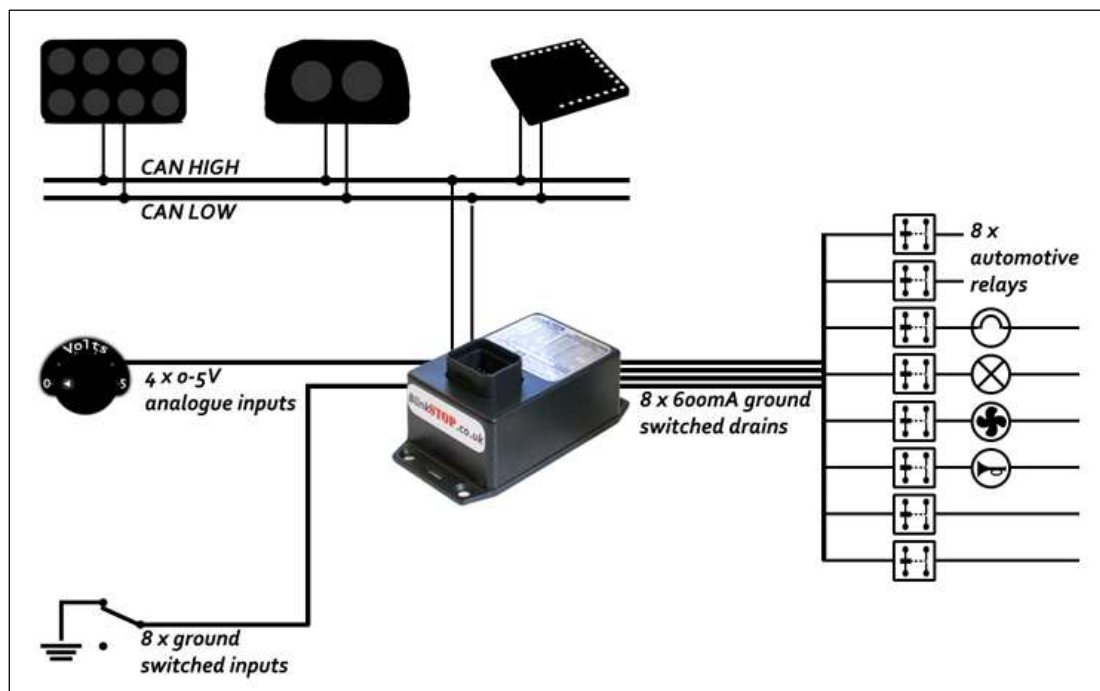 CAN HIGH
CAN LOW
8 x
automotive
relays
Volts
0
5
4 x 0-5V
analogue inputs
BlinkSTOP.co.uk
8 x 600mA ground
switched drains
8 x ground
switched inputs